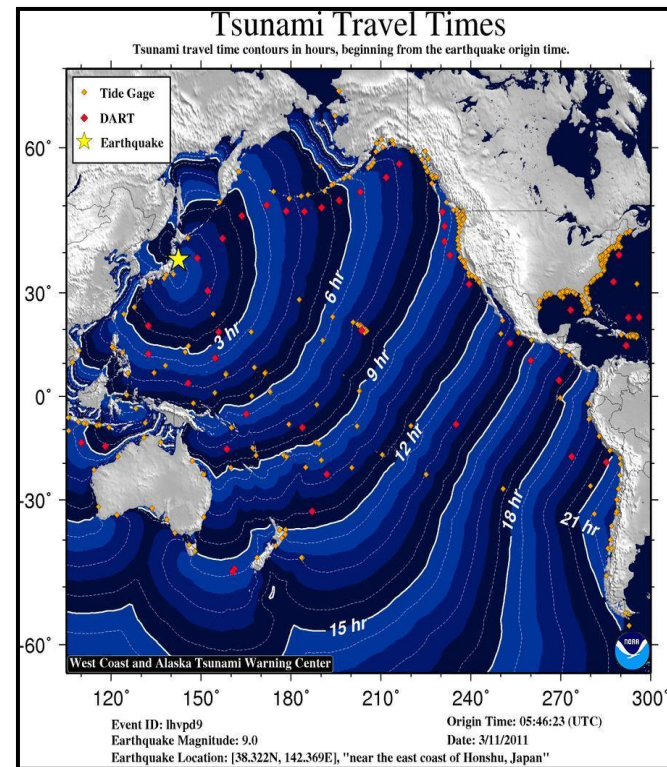 Tsunami Travel Times
Tsunami travel time contours in hours, beginning from the earthquake origin time.
Tide Gage
DART
Earthquake
60°
30°
0°
-30°
-60°
3 hr
6 hr
9 hr
12 hr
15 hr
18 hr
21 hr
West Coast and Alaska Tsunami Warning Center
NOAA
120° 150° 180° 210° 240° 270° 300°
Event ID: lhvpd9
Origin Time: 05:46:23 (UTC)
Earthquake Magnitude: 9.0
Date: 3/11/2011
Earthquake Location: [38.322N, 142.369E], "near the east coast of Honshu, Japan"